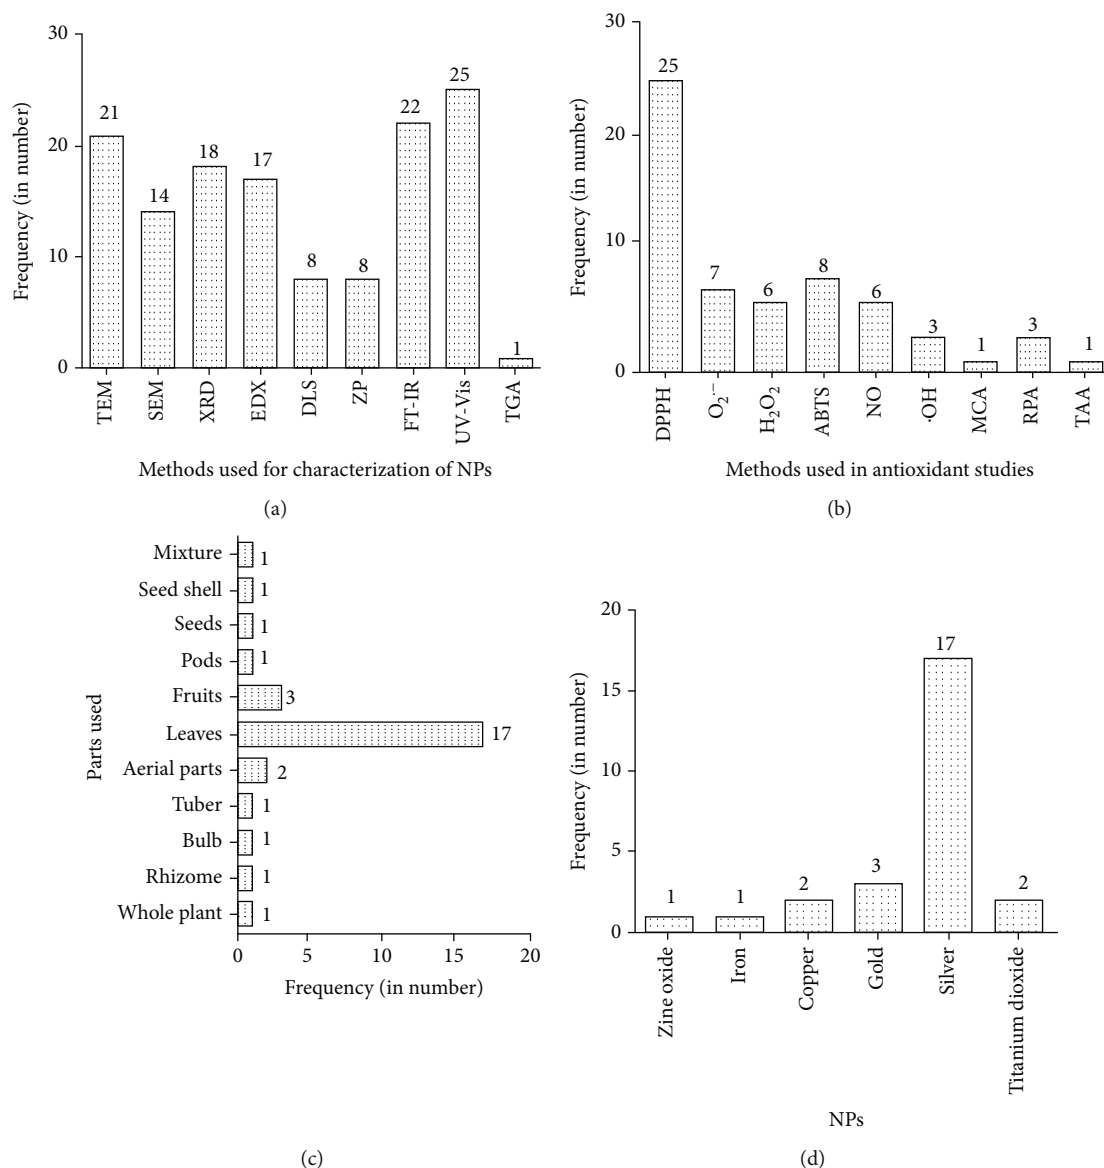 30
20
10
0
Frequency (in number)
21
14
18
17
8
8
22
25
1
TEM
SEM
XRD
EDX
DLS
ZP
FT-IR
UV-Vis
TGA
Methods used for characterization of NPs
(a)
30
20
10
0
Frequency (in number)
25
7
6
8
6
3
1
3
1
DPPH
O₂·⁻
H₂O₂
ABTS
NO
·OH
MCA
RPA
TAA
Methods used in antioxidant studies
(b)
Parts used
Mixture 1
Seed shell 1
Seeds 1
Pods 1
Fruits 3
Leaves 17
Aerial parts 2
Tuber 1
Bulb 1
Rhizome 1
Whole plant 1
0 5 10 15 20
Frequency (in number)
(c)
20
15
10
5
0
Frequency (in number)
1
1
2
3
17
2
Zine oxide
Iron
Copper
Gold
Silver
Titanium dioxide
NPs
(d)